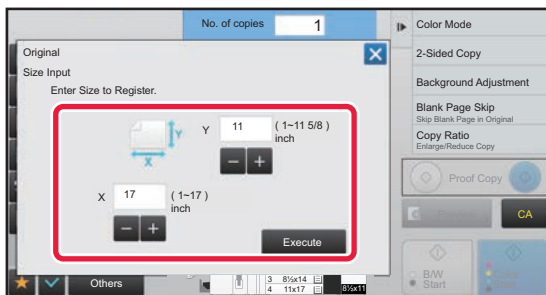 No. of copies 1
Color Mode
Original
2-Sided Copy
Size Input
Enter Size to Register.
Background Adjustment
Blank Page Skip
Skip Blank Page in Original
Y 11 ( 1~11 5/8 )
inch
Y
X
Copy Ratio
Enlarge/Reduce Copy
X 17 ( 1~17 )
inch
Proof Copy
CA
Execute
B/W
Start
Others
3 8½x14
4 11x17
8½x11